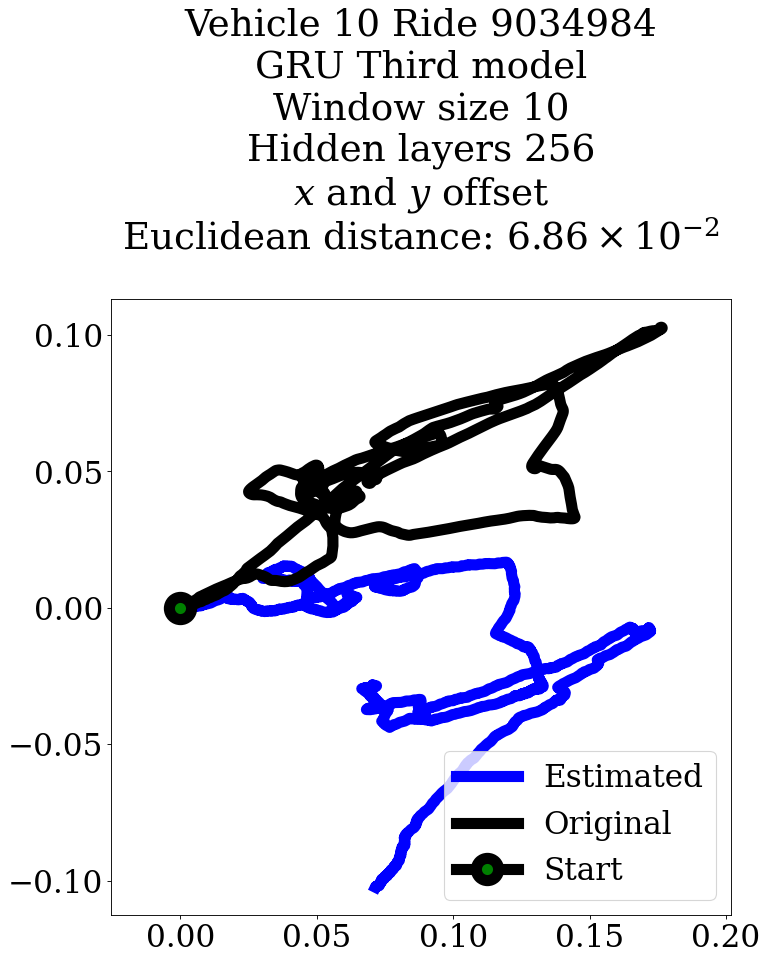 Vehicle 10 Ride 9034984
GRU Third model
Window size 10
Hidden layers 256
x and y offset
Euclidean distance: 6.86 × 10⁻²
0.10
0.05
0.00
−0.05
−0.10
Estimated
Original
Start
0.00 0.05 0.10 0.15 0.20